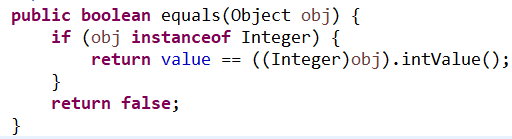 public boolean equals(Object obj) {
    if (obj instanceof Integer) {
        return value == ((Integer)obj).intValue();
    }
    return false;
}